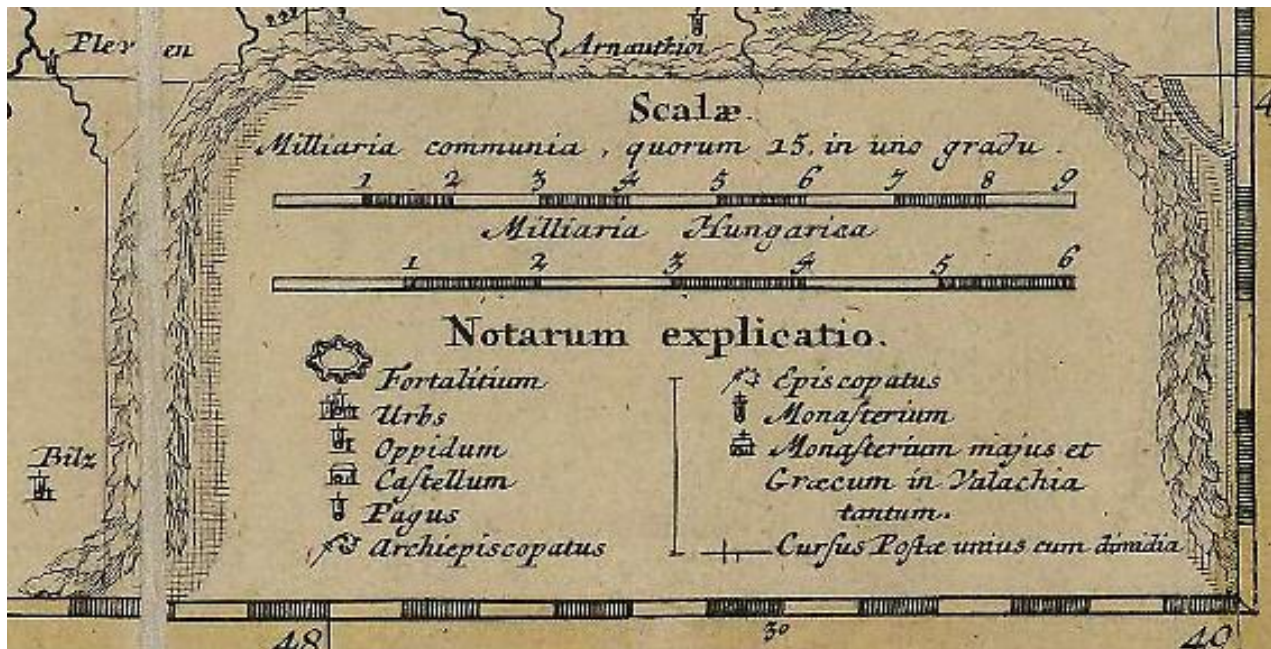 Arnautkioi
Scalæ.
Milliaria communia, quorum 15. in uno gradu.
1 2 3 4 5 6 7 8 9
Milliaria Hungarica
1 2 3 4 5 6
Notarum explicatio.
Fortalitium
Urbs
Oppidum
Caſtellum
Pagus
Archiepiscopatus
Episcopatus
Monaſterium
Monaſterium majus et
Græcum in Valachia
tantum.
Curſus Poſtæ unius cum dimidia
Bilz
48 30 49